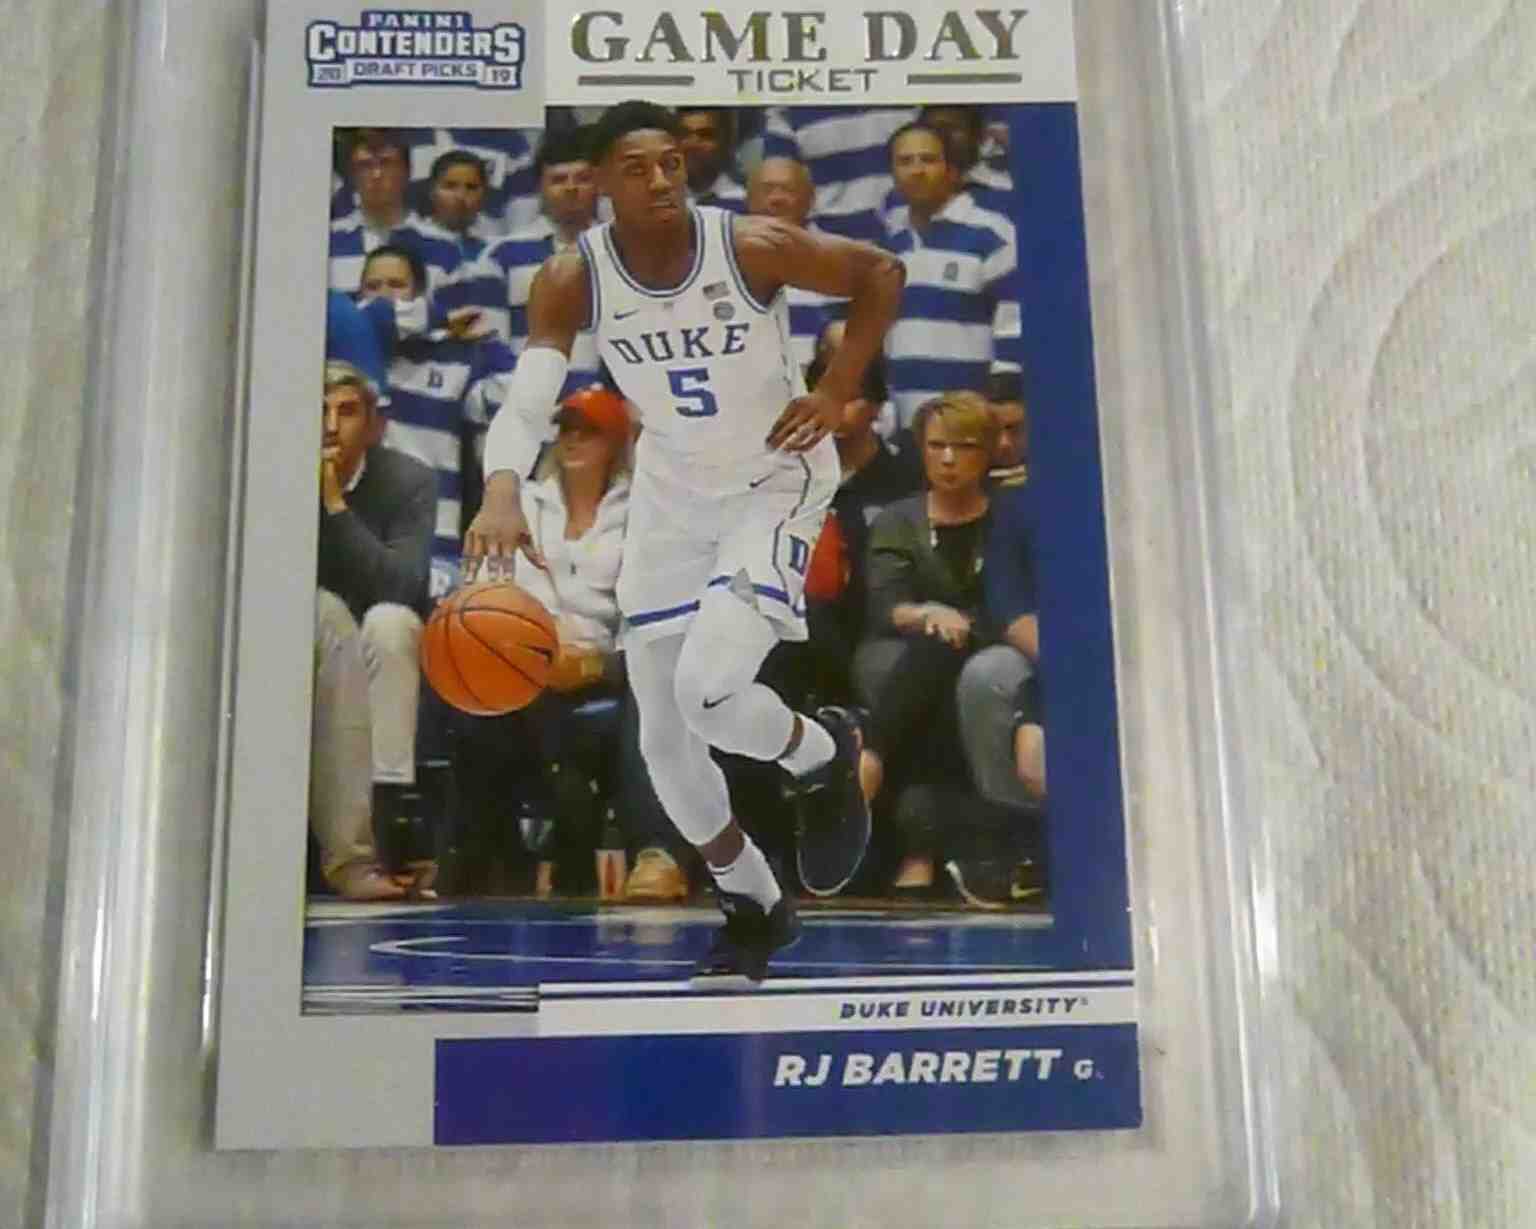 PANINI
CONTENDERS
20 DRAFT PICKS 19
GAME DAY
TICKET
DUKE
5
D
D
DUKE UNIVERSITY
RJ BARRETT G.